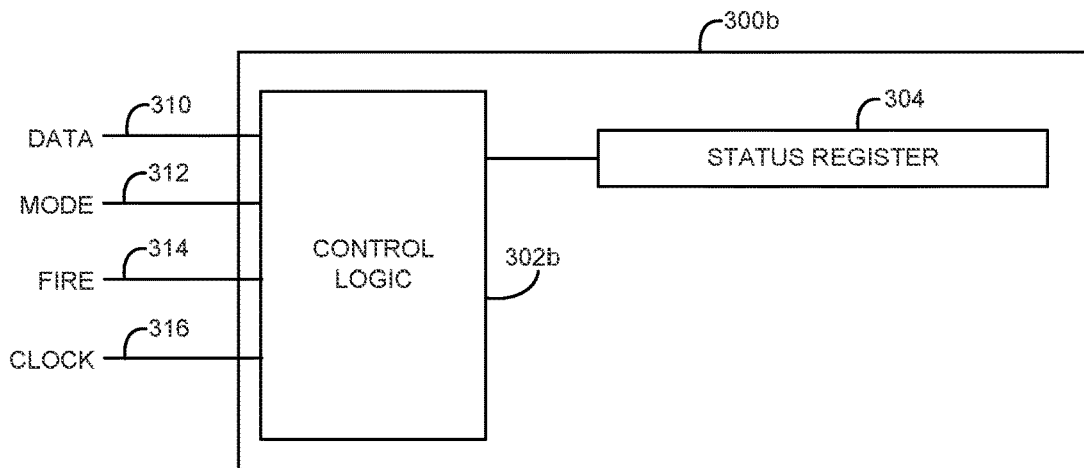 300b
310
DATA
304
STATUS REGISTER
312
MODE
CONTROL
LOGIC
302b
314
FIRE
316
CLOCK